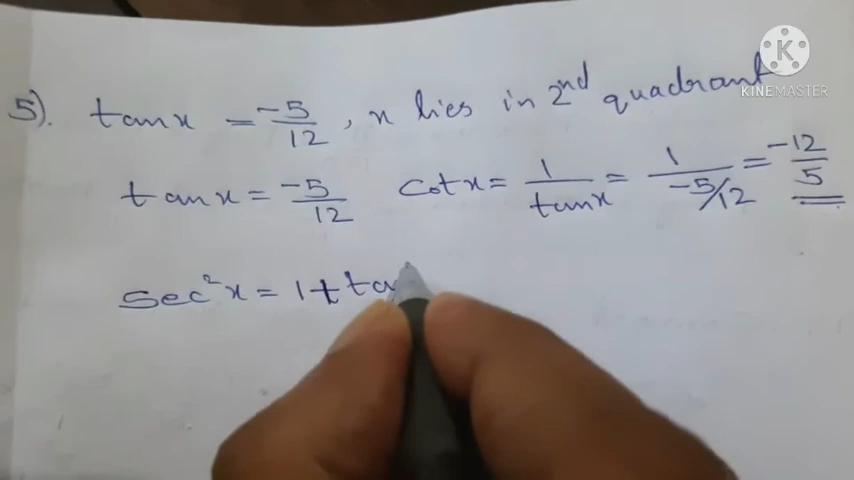 5). tan x = -5/12, x lies in 2nd quadrant
KINEMASTER
tan x = -5/12 cot x = 1/tan x = 1/-5/12 = -12/5
sec²x = 1 + ta